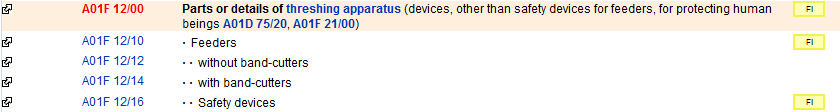 A01F 12/00 Parts or details of threshing apparatus (devices, other than safety devices for feeders, for protecting human FI
beings A01D 75/20, A01F 21/00)
A01F 12/10 · Feeders FI
A01F 12/12 · · without band-cutters
A01F 12/14 · · with band-cutters
A01F 12/16 · · Safety devices FI